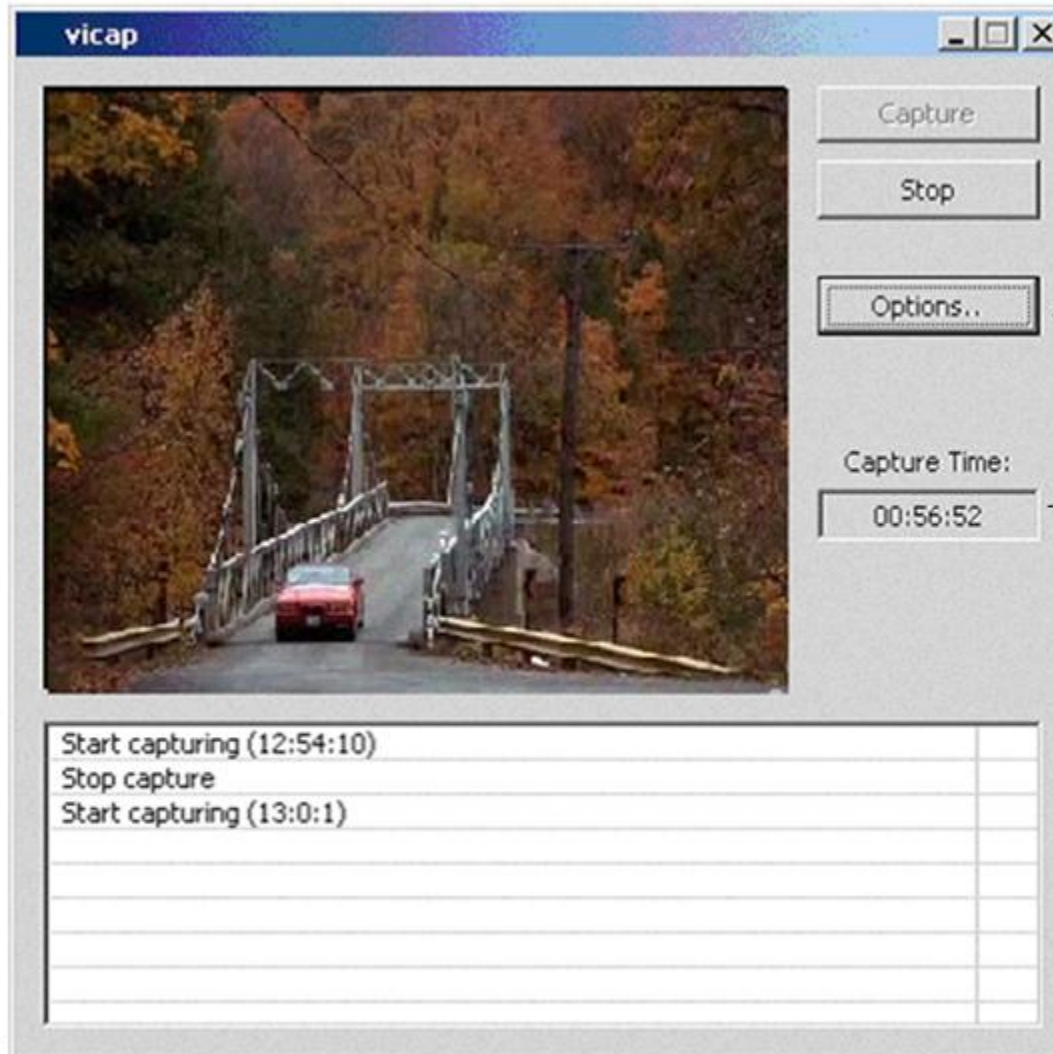 vicap
Capture
Stop
Options..
Capture Time:
00:56:52
Start capturing (12:54:10)
Stop capture
Start capturing (13:0:1)